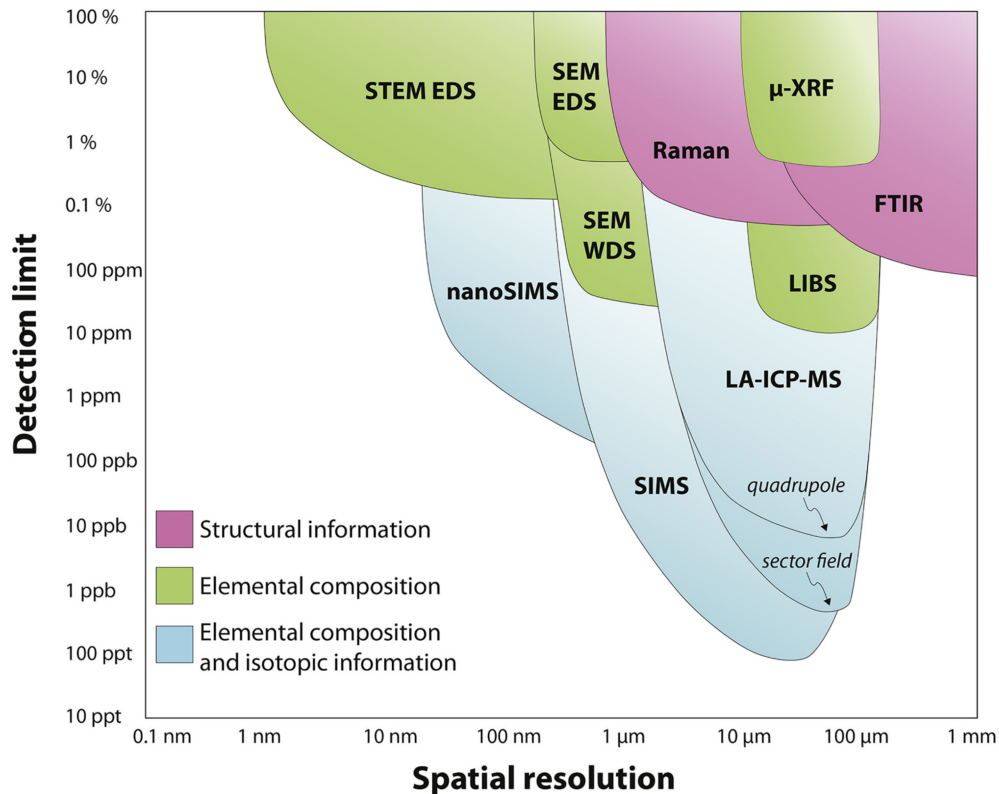 100 %
10 %
1 %
0.1 %
100 ppm
10 ppm
1 ppm
100 ppb
10 ppb
1 ppb
100 ppt
10 ppt
Detection limit
STEM EDS
SEM
EDS
μ-XRF
Raman
FTIR
SEM
WDS
LIBS
nanoSIMS
LA-ICP-MS
SIMS
quadrupole
sector field
Structural information
Elemental composition
Elemental composition
and isotopic information
0.1 nm
1 nm
10 nm
100 nm
1 μm
10 μm
100 μm
1 mm
Spatial resolution